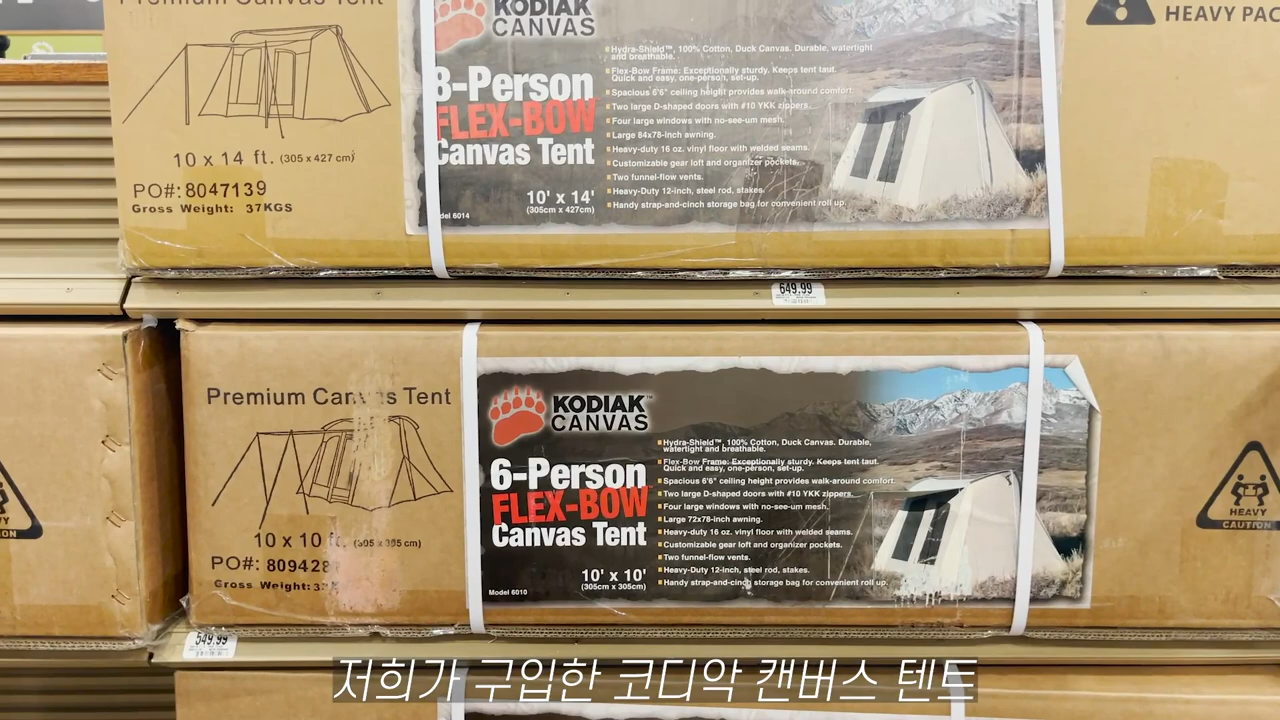 Premium Canvas Tent
10 x 14 ft. (305 x 427 cm)
PO#: 8047139
Gross Weight: 37KGS
KODIAK
CANVAS
8-Person
FLEX-BOW
Canvas Tent
10' x 14'
(305cm x 427cm)
del 6014
Hydra-Shield™, 100% Cotton, Duck Canvas. Durable, watertight
and breathable.
Flex-Bow Frame: Exceptionally sturdy. Keeps tent taut.
Quick and easy, one-person, set-up.
Spacious 6'6" ceiling height provides walk-around comfort.
Two large D-shaped doors with #10 YKK zippers.
Four large windows with no-see-um mesh.
Large 84x78-inch awning.
Heavy-duty 16 oz. vinyl floor with welded seams.
Customizable gear loft and organizer pockets.
Two funnel-flow vents.
Heavy-Duty 12-inch, steel rod, stakes.
Handy strap-and-cinch storage bag for convenient roll up.
HEAVY PAC
649.99
Premium Canvas Tent
10 x 10 ft. (305 x 305 cm)
PO#: 809428
Gross Weight: 3
KODIAK™
CANVAS
6-Person
FLEX-BOW™
Canvas Tent
10' x 10'
(305cm x 305cm)
Model 6010
Hydra-Shield™, 100% Cotton, Duck Canvas. Durable,
watertight and breathable.
Flex-Bow Frame: Exceptionally sturdy. Keeps tent taut.
Quick and easy, one-person, set-up.
Spacious 6'6" ceiling height provides walk-around comfort.
Two large D-shaped doors with #10 YKK zippers.
Four large windows with no-see-um mesh.
Large 72x78-inch awning.
Heavy-duty 16 oz. vinyl floor with welded seams.
Customizable gear loft and organizer pockets.
Two funnel-flow vents.
Heavy-Duty 12-inch, steel rod, stakes.
Handy strap-and-cinch storage bag for convenient roll up.
HEAVY
CAUTION
549.99
저희가 구입한 코디악 캔버스 텐트